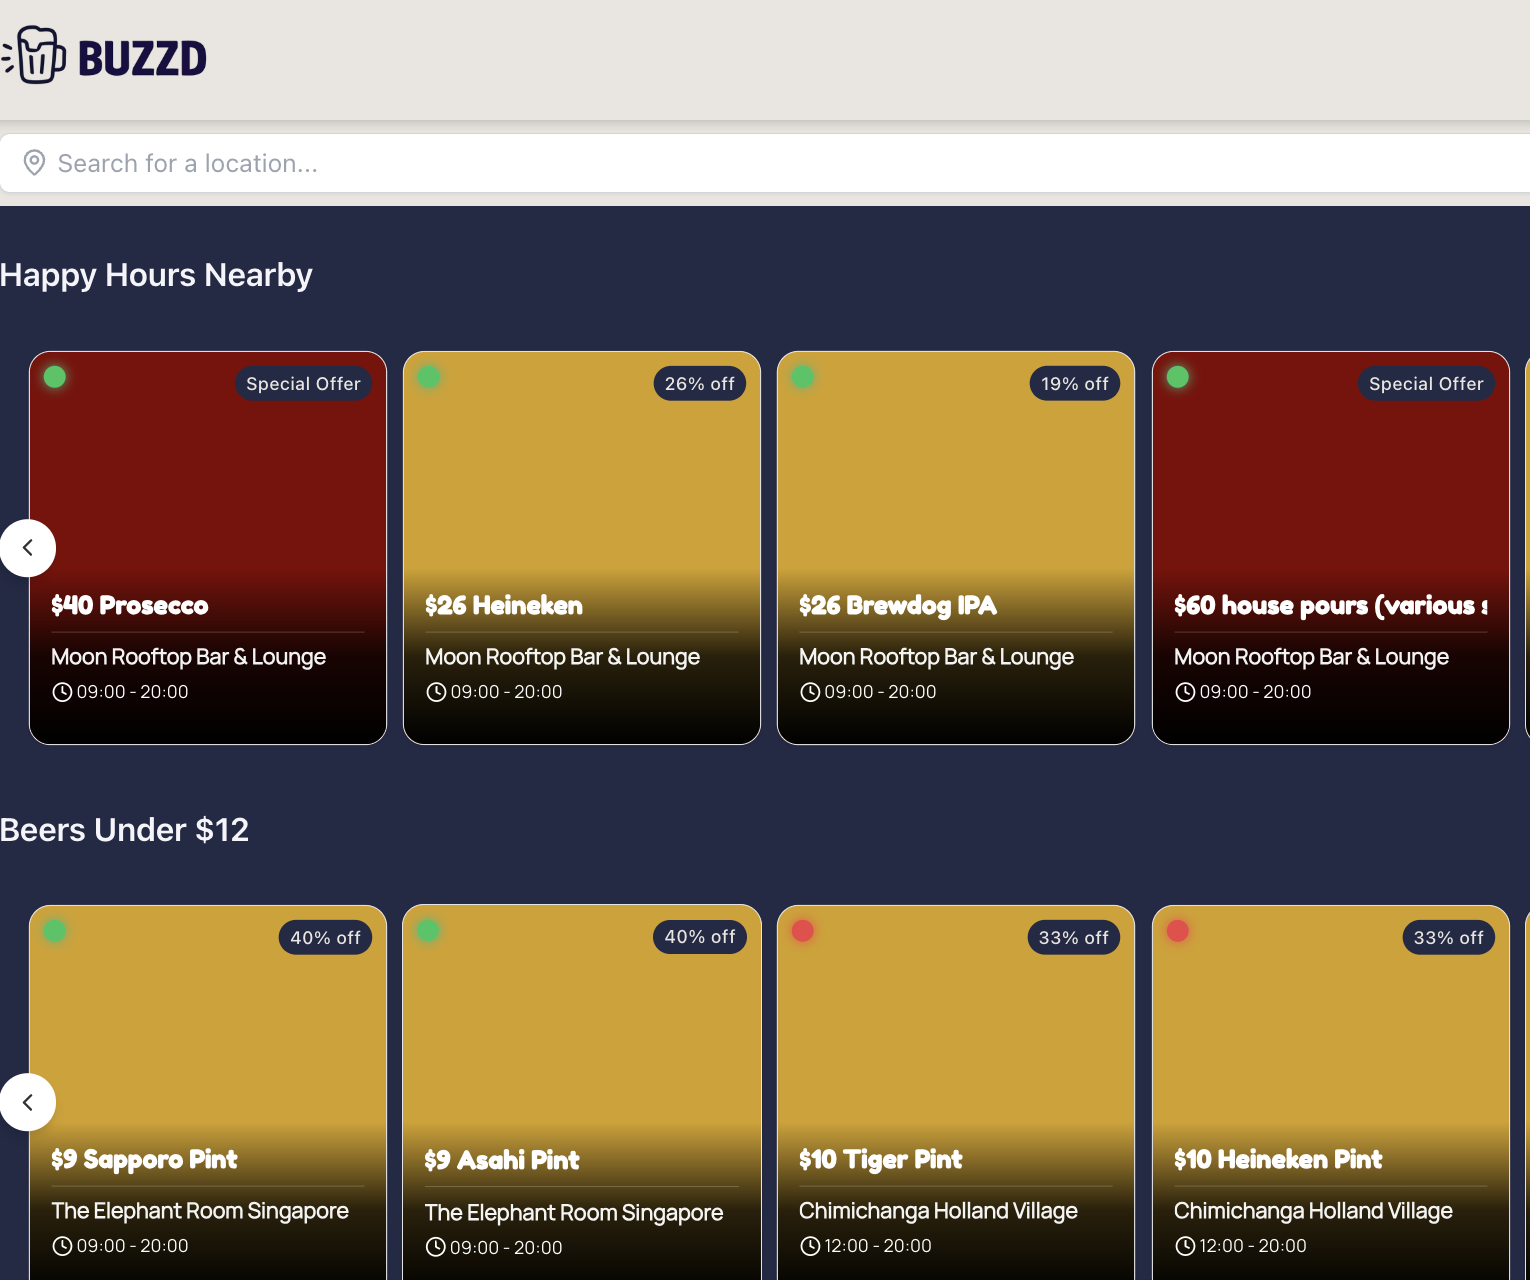 BUZZD
Search for a location...
Happy Hours Nearby
Special Offer
$40 Prosecco
Moon Rooftop Bar & Lounge
09:00 - 20:00
26% off
$26 Heineken
Moon Rooftop Bar & Lounge
09:00 - 20:00
19% off
$26 Brewdog IPA
Moon Rooftop Bar & Lounge
09:00 - 20:00
Special Offer
$60 house pours (various
Moon Rooftop Bar & Lounge
09:00 - 20:00
Beers Under $12
40% off
$9 Sapporo Pint
The Elephant Room Singapore
09:00 - 20:00
40% off
$9 Asahi Pint
The Elephant Room Singapore
09:00 - 20:00
33% off
$10 Tiger Pint
Chimichanga Holland Village
12:00 - 20:00
33% off
$10 Heineken Pint
Chimichanga Holland Village
12:00 - 20:00